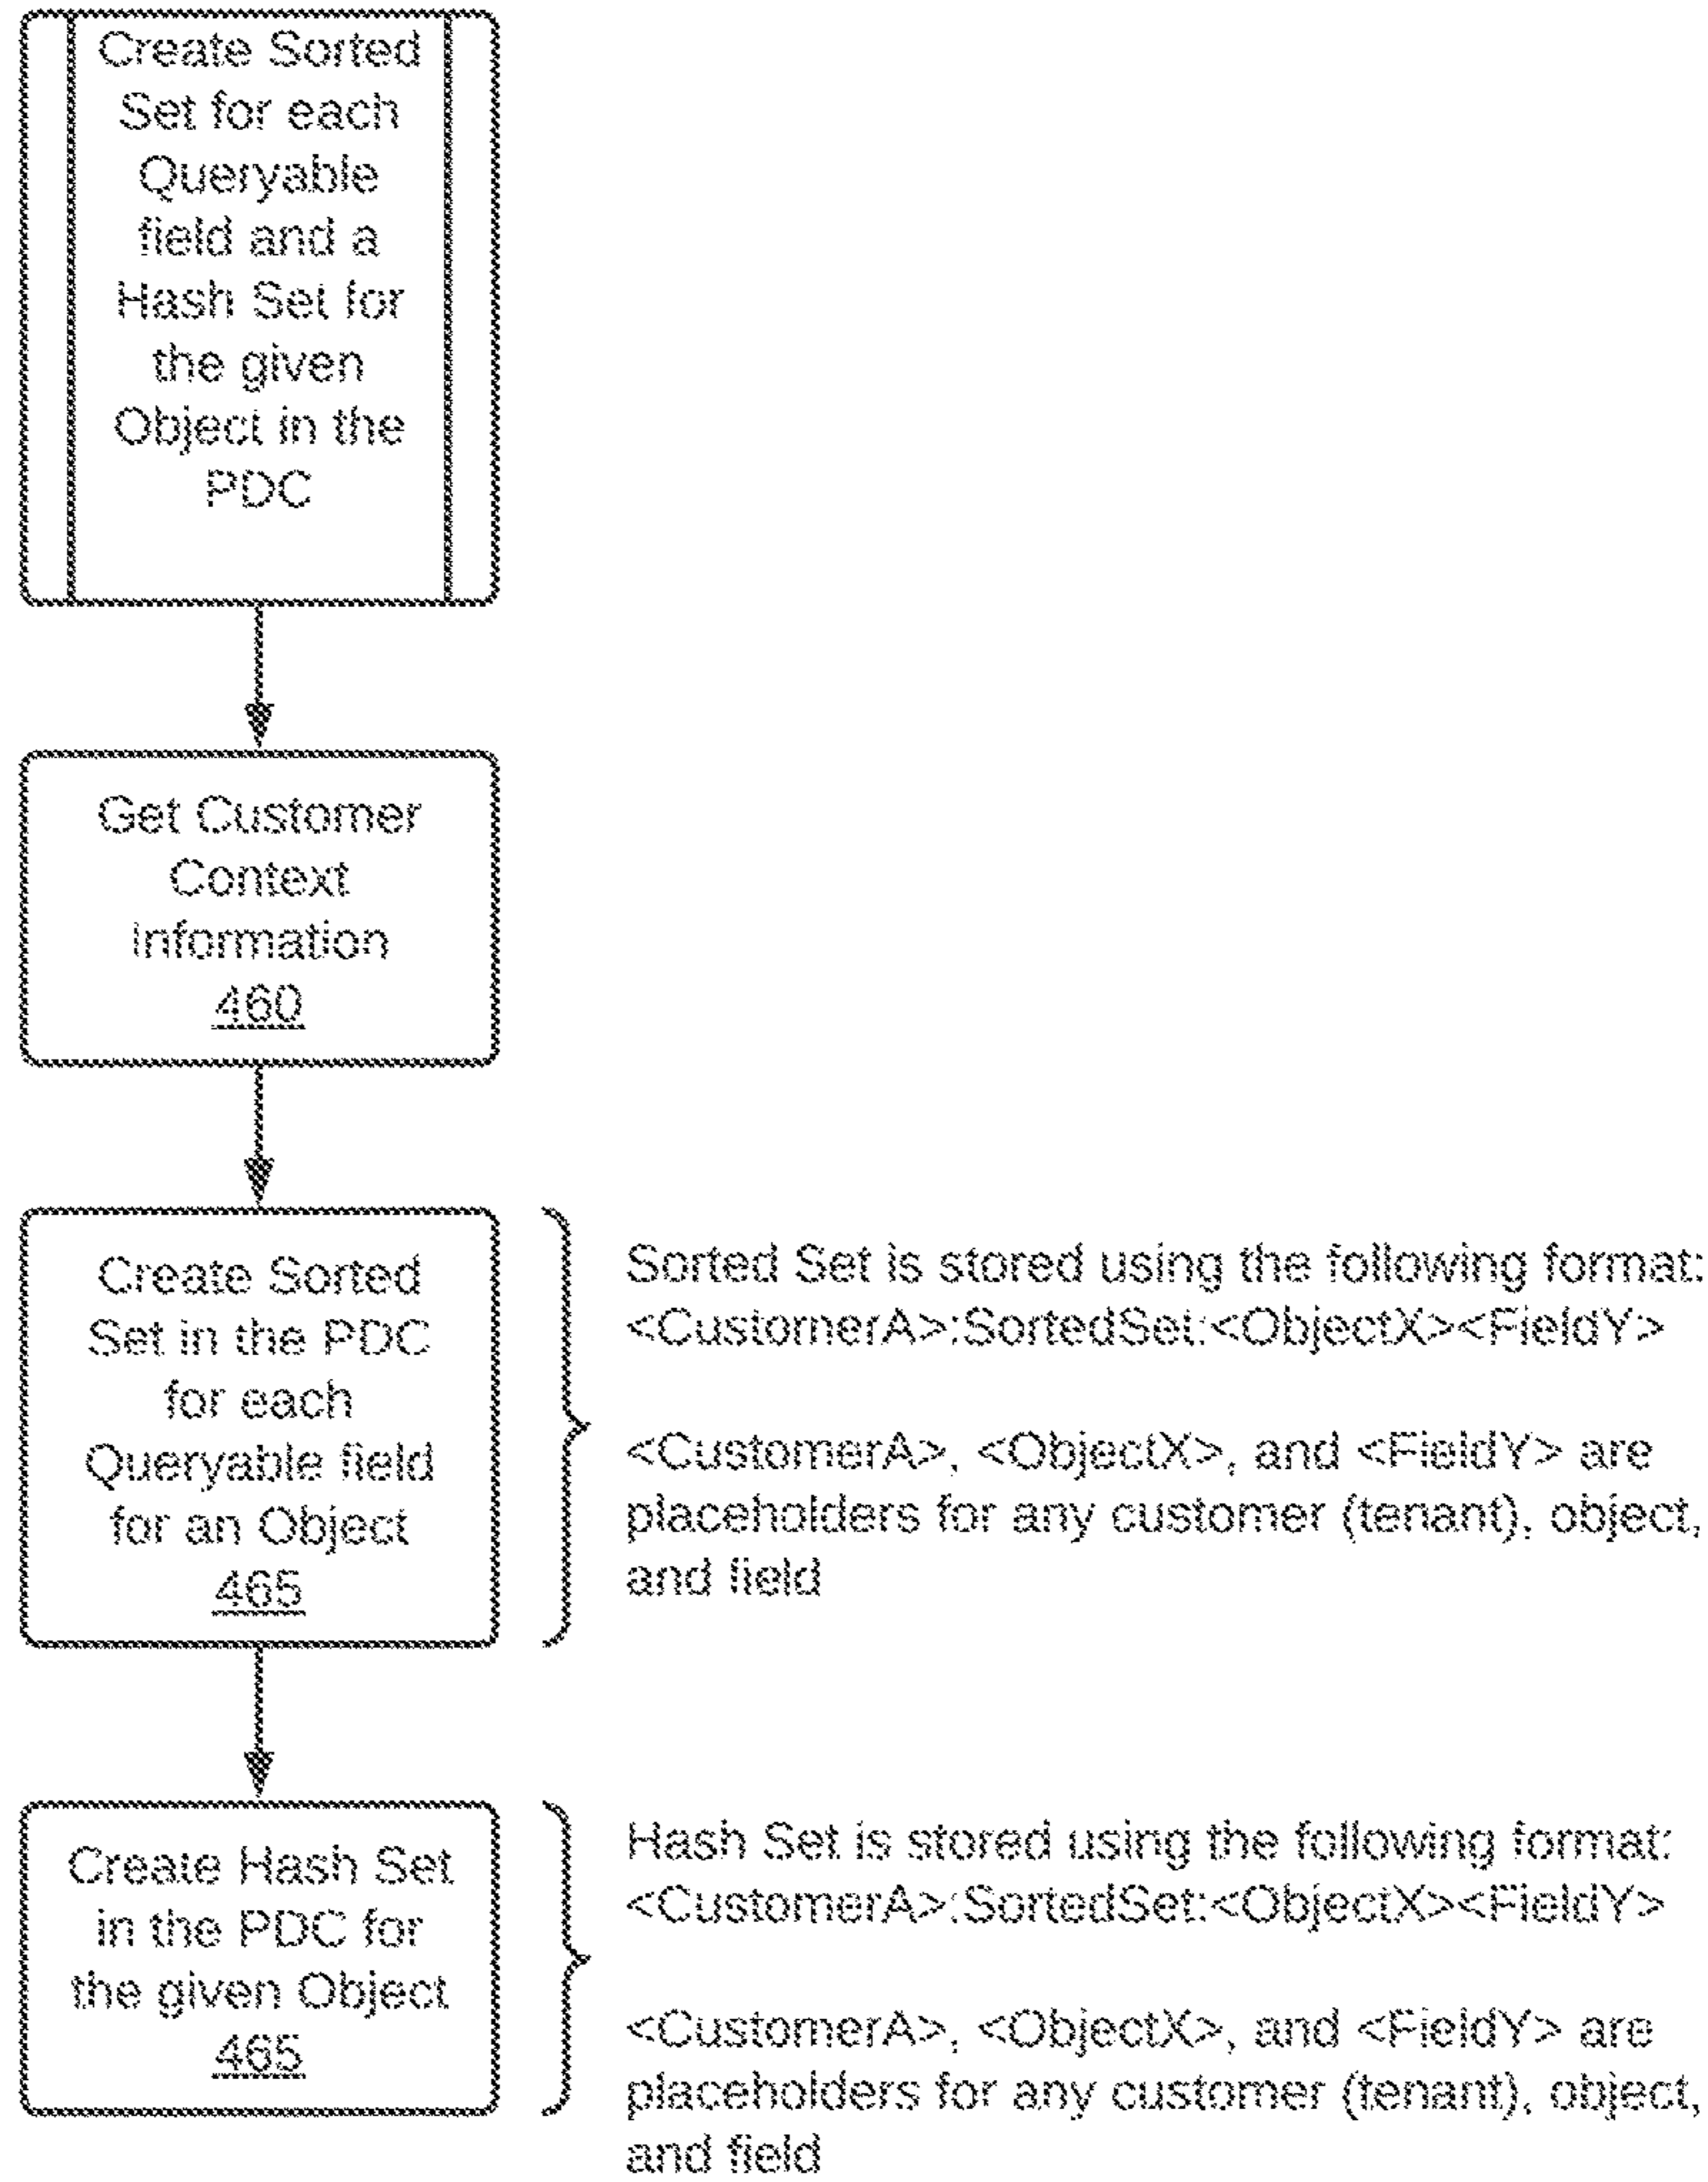 Create Sorted
Set for each
Queryable
field and a
Hash Set for
the given
Object in the
PDC
Get Customer
Context
Information
460
Create Sorted
Set in the PDC
for each
Queryable field
for an Object
465
Sorted Set is stored using the following format:
<CustomerA>:SortedSet:<ObjectX><FieldY>
<CustomerA>, <ObjectX>, and <FieldY> are
placeholders for any customer (tenant), object,
and field
Create Hash Set
in the PDC for
the given Object
465
Hash Set is stored using the following format:
<CustomerA>:SortedSet:<ObjectX><FieldY>
<CustomerA>, <ObjectX>, and <FieldY> are
placeholders for any customer (tenant), object,
and field